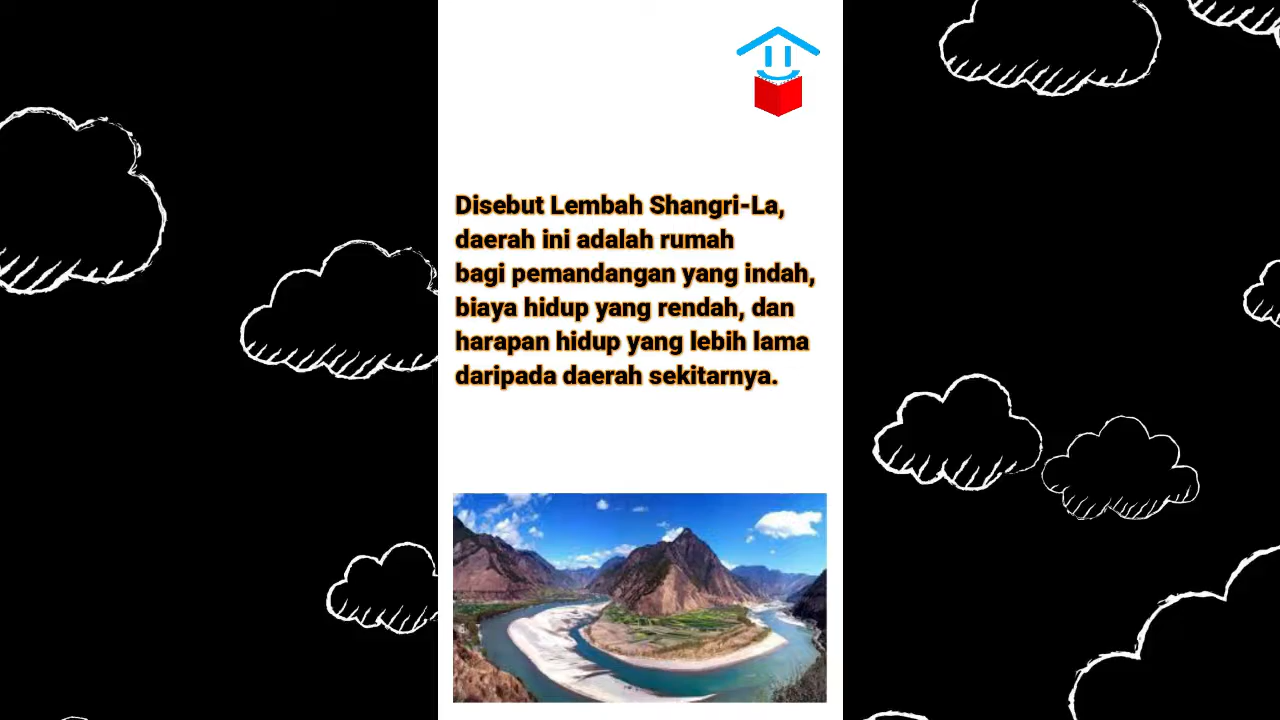 Disebut Lembah Shangri-La,
daerah ini adalah rumah
bagi pemandangan yang indah,
biaya hidup yang rendah, dan
harapan hidup yang lebih lama
daripada daerah sekitarnya.